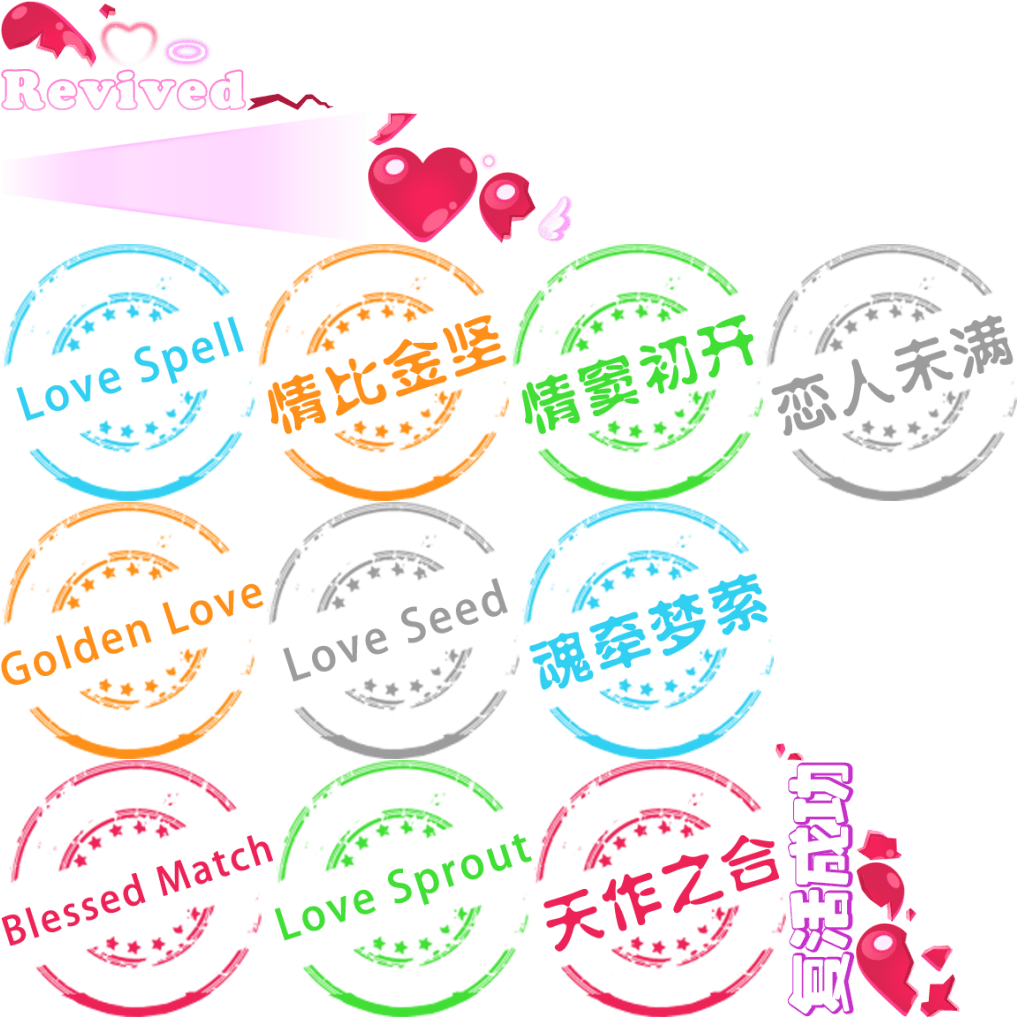 Revived
Love Spell
情比金坚
情窦初开
恋人未满
Golden Love
Love Seed
魂牵梦萦
Blessed Match
Love Sprout
天作之合
复活成功